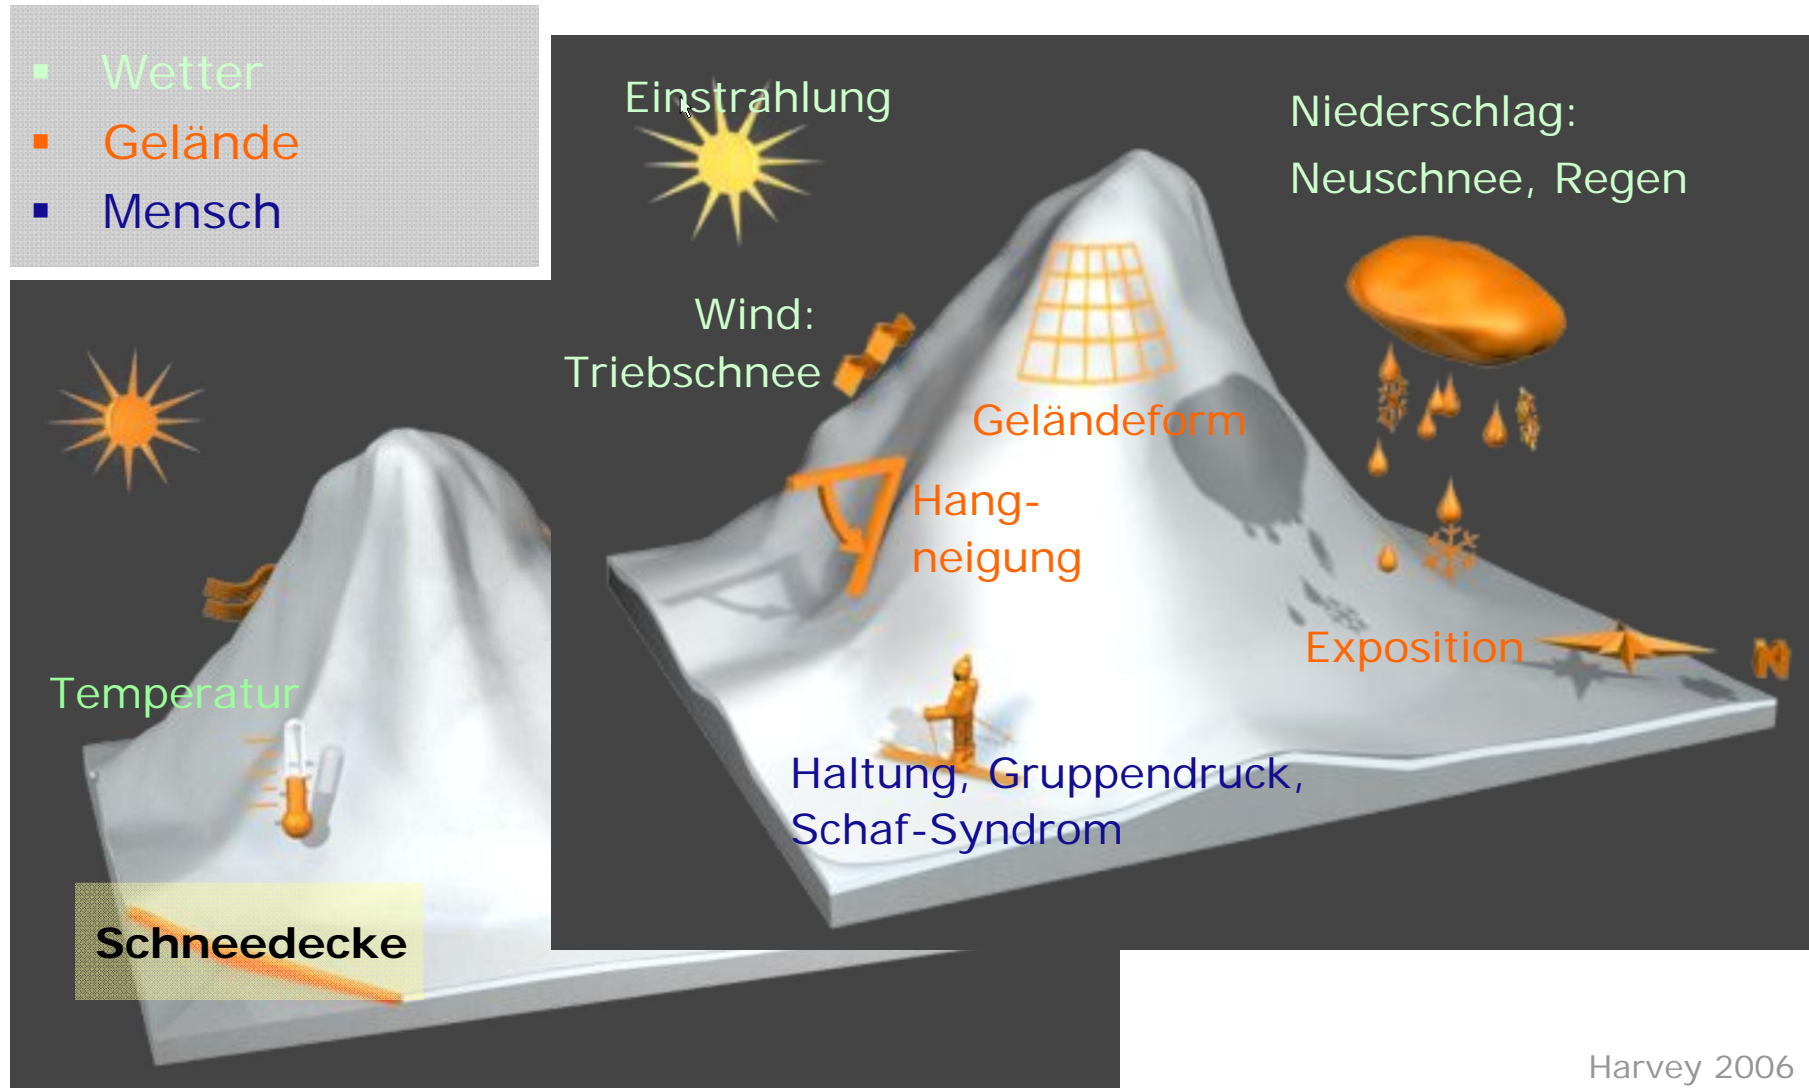 Wetter
Gelände
Mensch
Einstrahlung
Niederschlag:
Neuschnee, Regen
Wind:
Triebschnee
Geländeform
Hang-
neigung
Exposition
N
Temperatur
Haltung, Gruppendruck,
Schaf-Syndrom
Schneedecke
Harvey 2006